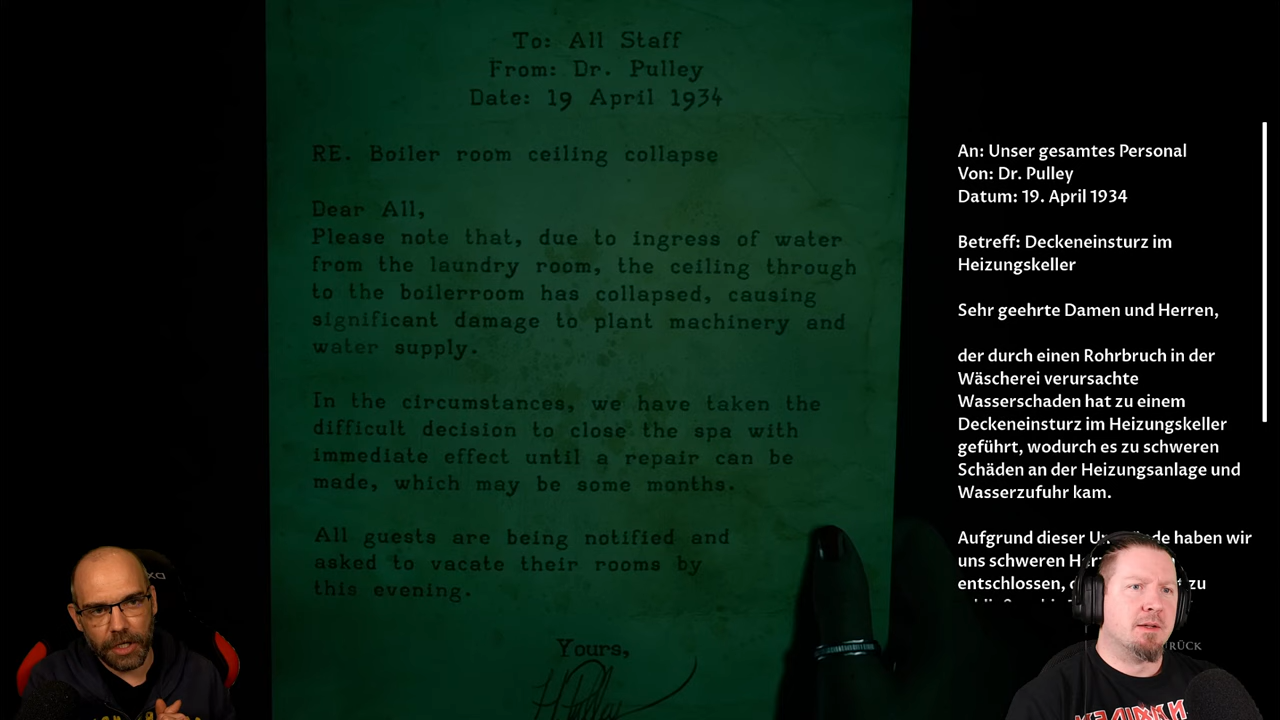 To: All Staff
From: Dr. Pulley
Date: 19 April 1934
RE. Boiler room ceiling collapse
Dear All,
Please note that, due to ingress of water
from the laundry room, the ceiling through
to the boilerroom has collapsed, causing
significant damage to plant machinery and
water supply.
In the circumstances, we have taken the
difficult decision to close the spa with
immediate effect until a repair can be
made, which may be some months.
All guests are being notified and
asked to vacate their rooms by
this evening.
Yours,
H Pulley
An: Unser gesamtes Personal
Von: Dr. Pulley
Datum: 19. April 1934
Betreff: Deckeneinsturz im
Heizungskeller
Sehr geehrte Damen und Herren,
der durch einen Rohrbruch in der
Wäscherei verursachte
Wasserschaden hat zu einem
Deckeneinsturz im Heizungskeller
geführt, wodurch es zu schweren
Schäden an der Heizungsanlage und
Wasserzufuhr kam.
Aufgrund dieser haben wir
uns schweren
entschlossen, zu